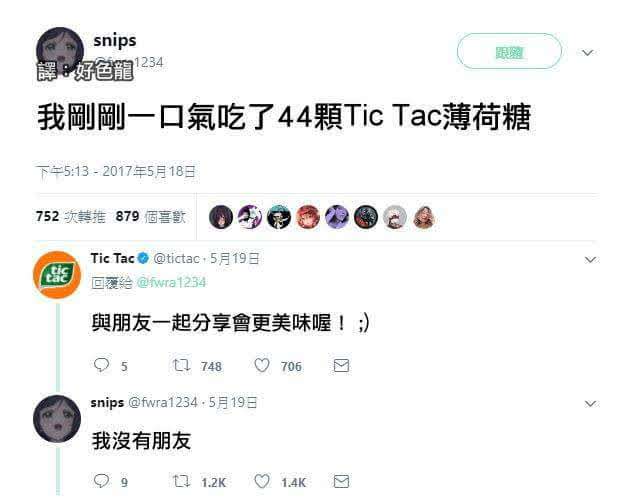 snips
@fwra1234
譯：好色龍
跟隨
我剛剛一口氣吃了44顆Tic Tac薄荷糖
下午5:13 - 2017年5月18日
752 次轉推 879 個喜歡
tic tac
Tic Tac @tictac · 5月19日
回覆給 @fwra1234
與朋友一起分享會更美味喔！ ;)
5 748 706
snips @fwra1234 · 5月19日
我沒有朋友
9 1.2K 1.4K